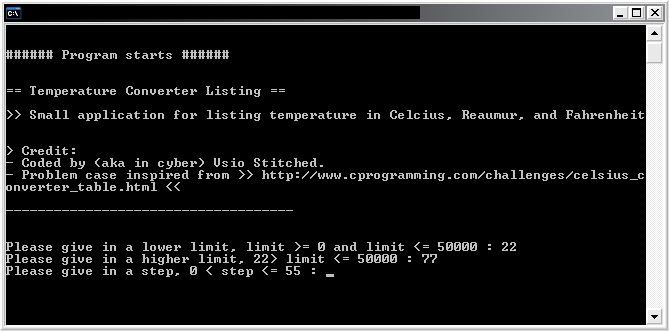 C:\
###### Program starts ######
== Temperature Converter Listing ==
>> Small application for listing temperature in Celcius, Reaumur, and Fahrenheit
> Credit:
- Coded by (aka in cyber) Vsio Stitched.
- Problem case inspired from >> http://www.cprogramming.com/challenges/celsius_c
onverter_table.html <<
------------------------------------
Please give in a lower limit, limit >= 0 and limit <= 50000 : 22
Please give in a higher limit, 22> limit <= 50000 : 77
Please give in a step, 0 < step <= 55 : _